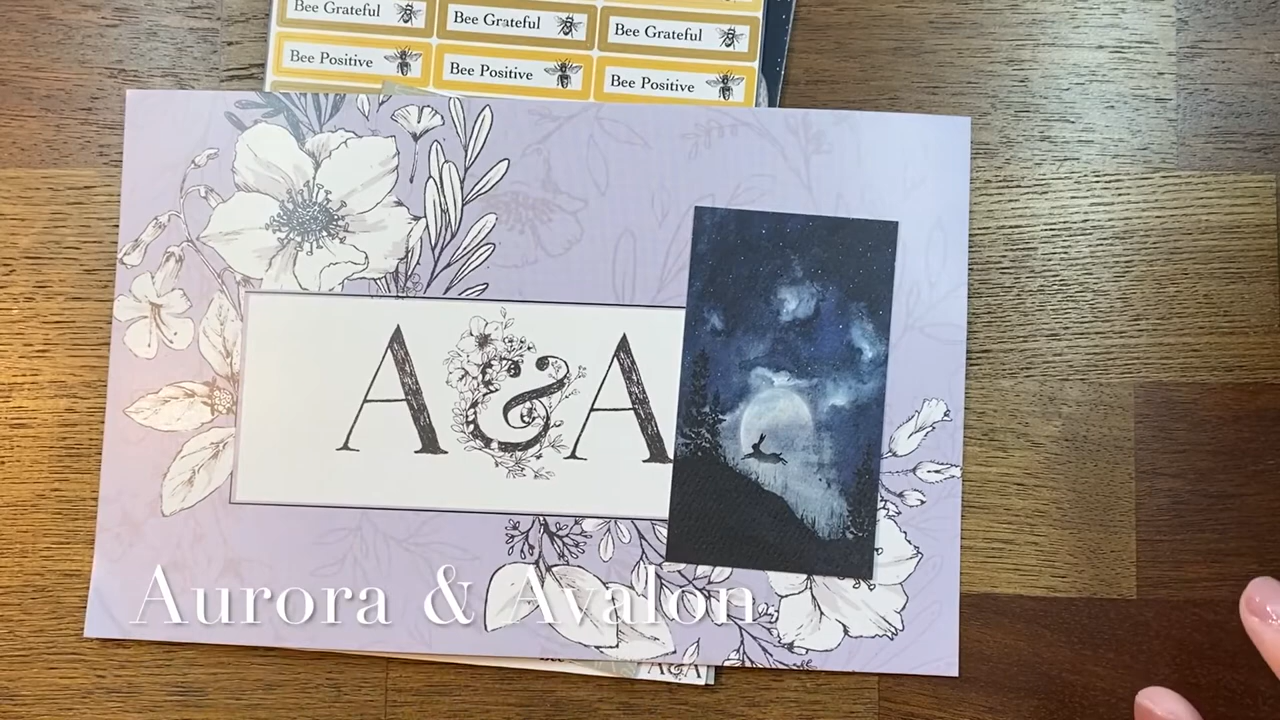 Bee Grateful Bee Grateful Bee Grateful
Bee Positive Bee Positive Bee Positive
A&A
Aurora & Avalon
A&A